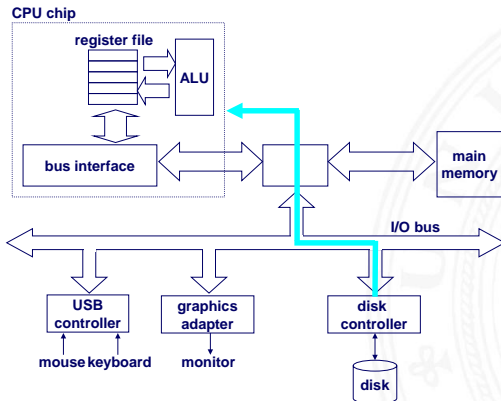 CPU chip
register file
ALU
bus interface
main
memory
I/O bus
USB
controller
graphics
adapter
disk
controller
mouse keyboard
monitor
disk